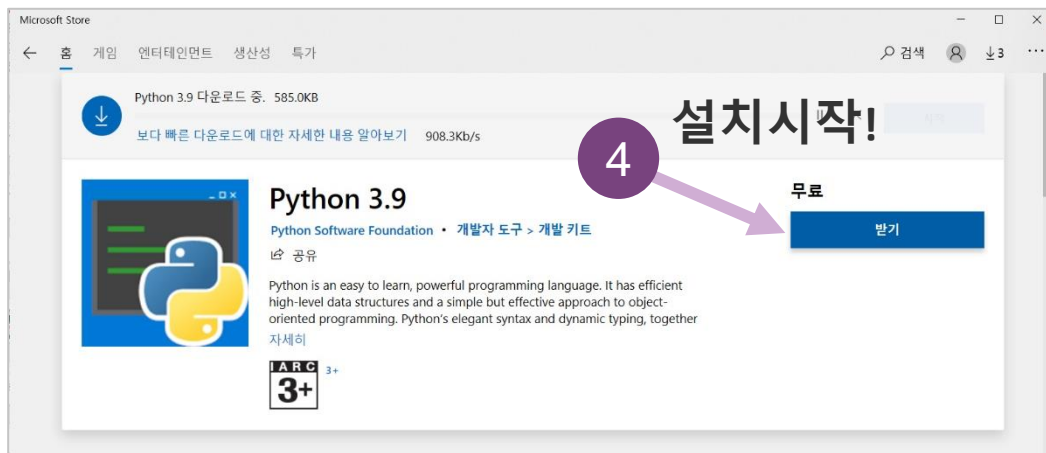 Microsoft Store
홈 게임 엔터테인먼트 생산성 특가
검색 3
Python 3.9 다운로드 중. 585.0KB
보다 빠른 다운로드에 대한 자세한 내용 알아보기 908.3Kb/s
설치시작!
4
Python 3.9
무료
받기
Python Software Foundation • 개발자 도구 > 개발 키트
공유
Python is an easy to learn, powerful programming language. It has efficient
high-level data structures and a simple but effective approach to object-
oriented programming. Python's elegant syntax and dynamic typing, together
자세히
IARC
3+
3+